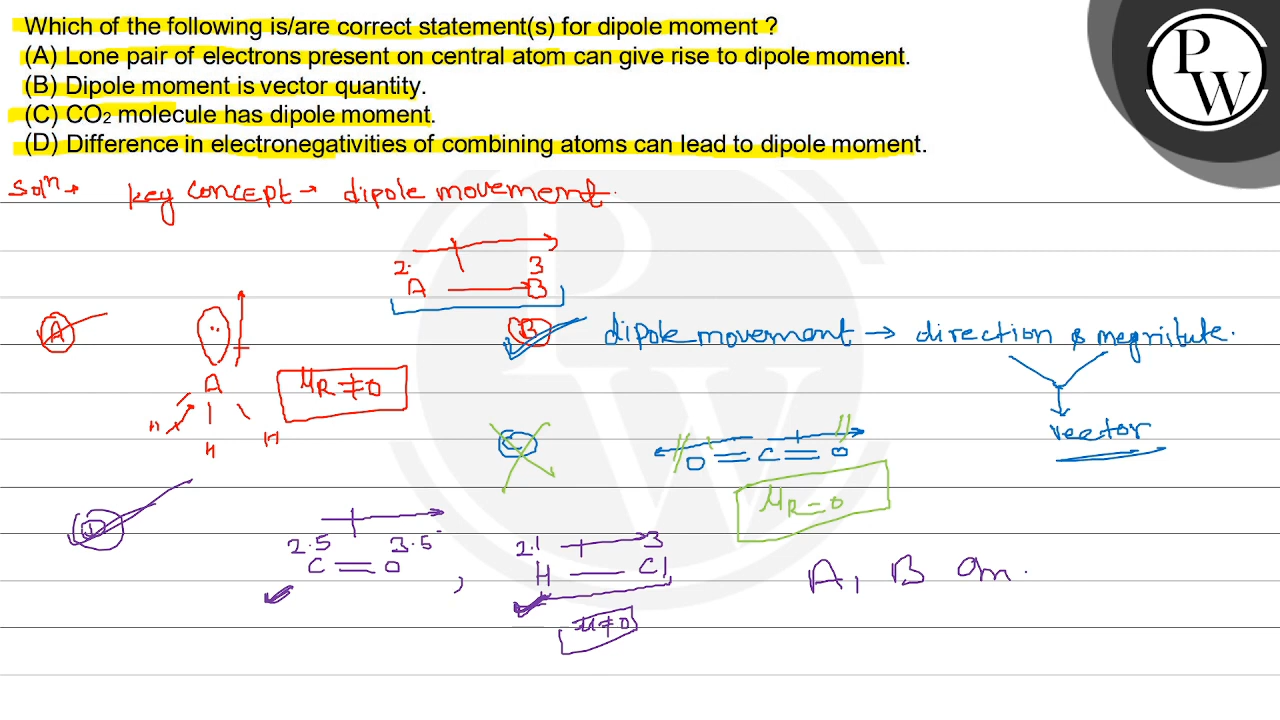 Which of the following is/are correct statement(s) for dipole moment ?
(A) Lone pair of electrons present on central atom can give rise to dipole moment.
(B) Dipole moment is vector quantity.
(C) CO₂ molecule has dipole moment.
(D) Difference in electronegativities of combining atoms can lead to dipole moment.
P
W
Solⁿ → key concept → dipole movement.
2. 3
A B
A
A
H H H
μR ≠ 0
B dipole movement → direction & megnitute.
vector
C O = C = O
μR = 0
D
2.5 3.5
C = O ,
2.1 3
H — Cl
μ ≠ 0
A, B